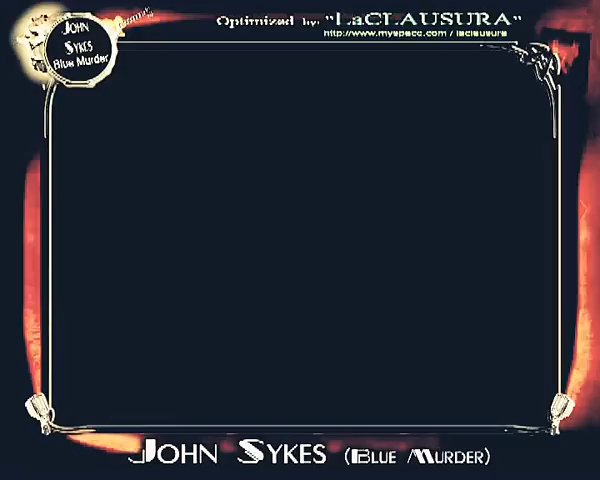 Optimized by: "LaCLAUSURA"
http://www.myspace.com/laclausura
JOHN
SYKES
Blue Murder
JOHN SYKES (BLUE MURDER)